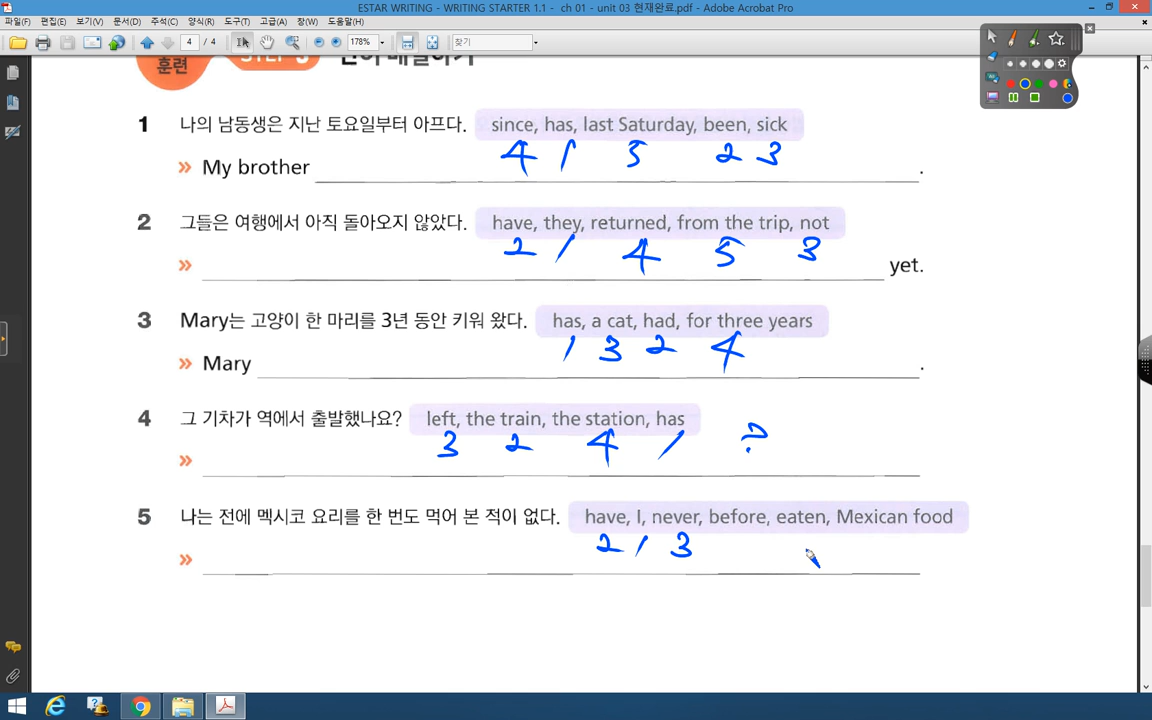 ESTAR WRITING - WRITING STARTER 1.1 - ch 01 - unit 03 현재완료.pdf - Adobe Acrobat Pro
파일(F) 편집(E) 보기(V) 문서(D) 주석(C) 양식(R) 도구(T) 고급(A) 창(W) 도움말(H)
4 / 4 178% 찾기
훈련 STEP 3 단어 배열하기
1 나의 남동생은 지난 토요일부터 아프다. since, has, last Saturday, been, sick
4 1 5 2 3
» My brother .
2 그들은 여행에서 아직 돌아오지 않았다. have, they, returned, from the trip, not
2 1 4 5 3
» yet.
3 Mary는 고양이 한 마리를 3년 동안 키워 왔다. has, a cat, had, for three years
1 3 2 4
» Mary .
4 그 기차가 역에서 출발했나요? left, the train, the station, has
3 2 4 1 ?
»
5 나는 전에 멕시코 요리를 한 번도 먹어 본 적이 없다. have, I, never, before, eaten, Mexican food
2 1 3
»